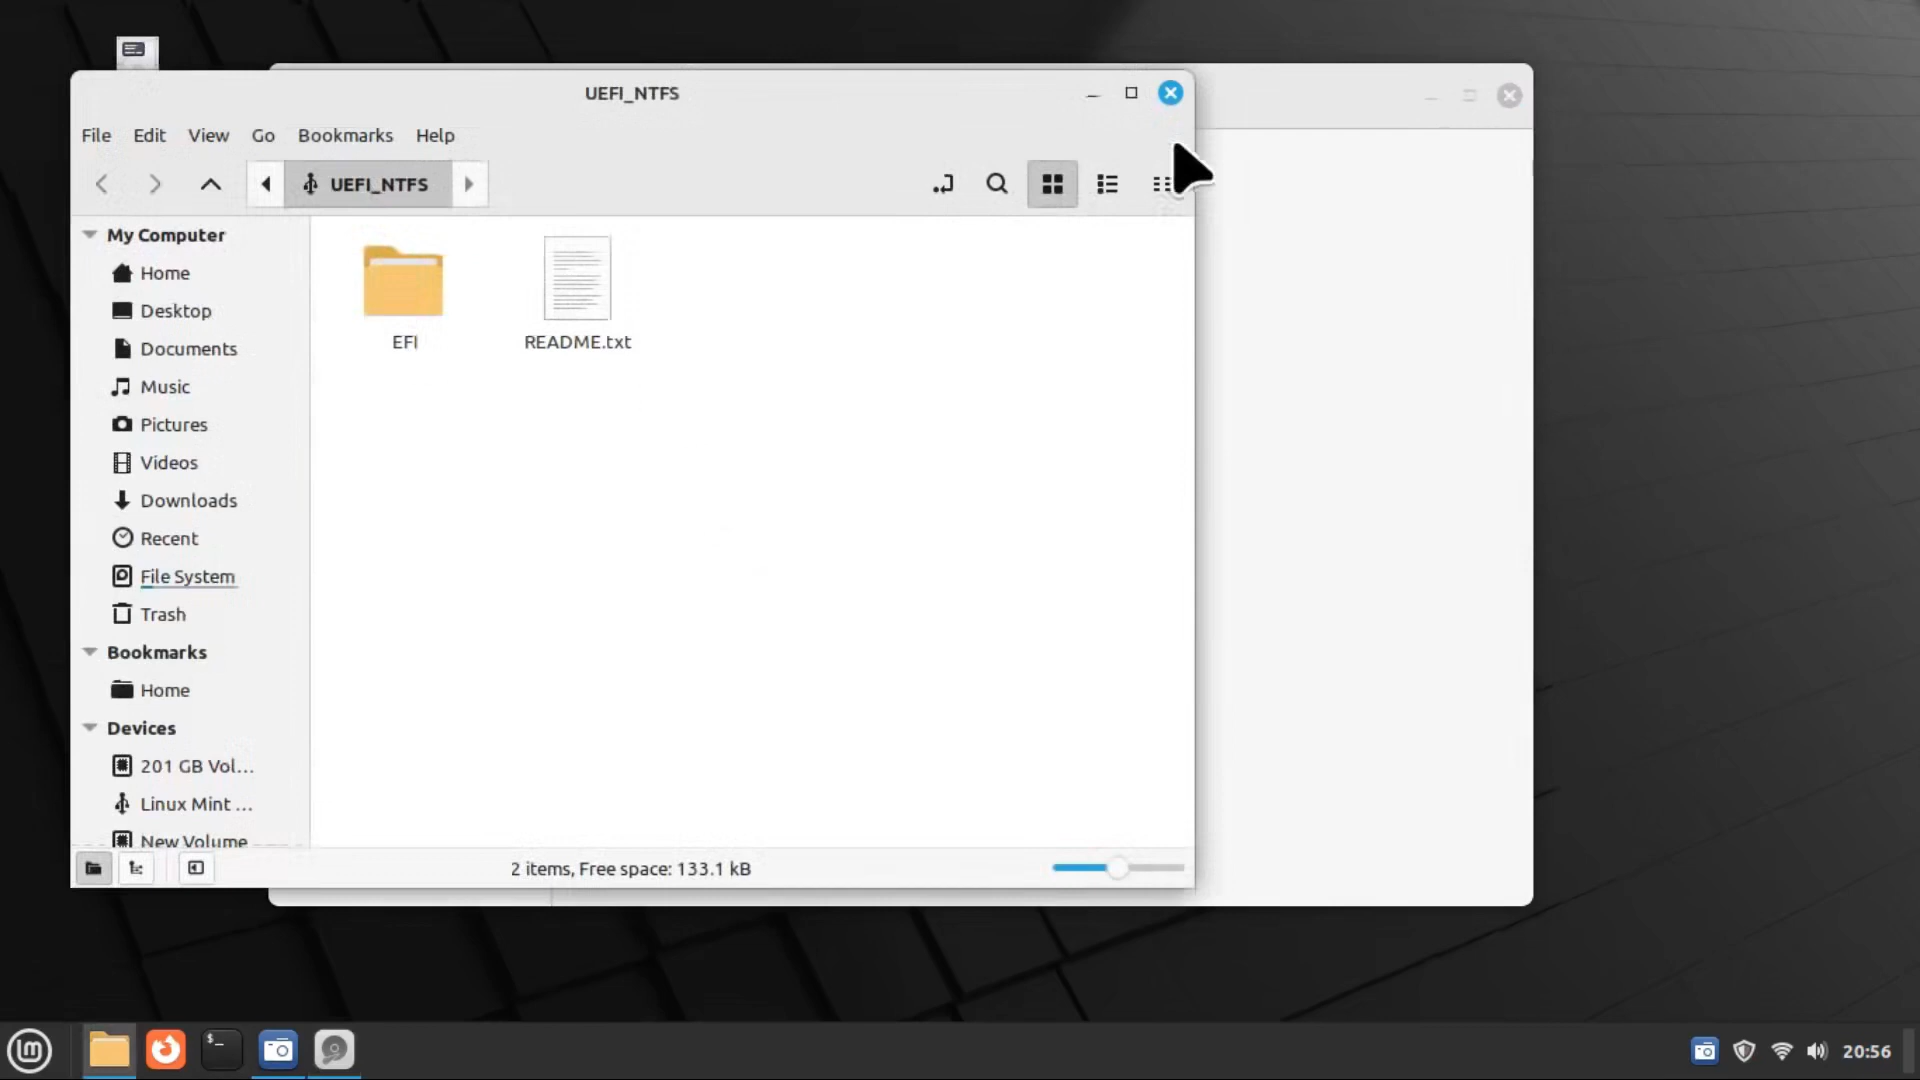 UEFI_NTFS
File Edit View Go Bookmarks Help
UEFI_NTFS
My Computer
Home
Desktop
Documents
Music
Pictures
Videos
Downloads
Recent
File System
Trash
Bookmarks
Home
Devices
201 GB Vol...
Linux Mint ...
New Volume
EFI
README.txt
2 items, Free space: 133.1 kB
$_
lm
20:56